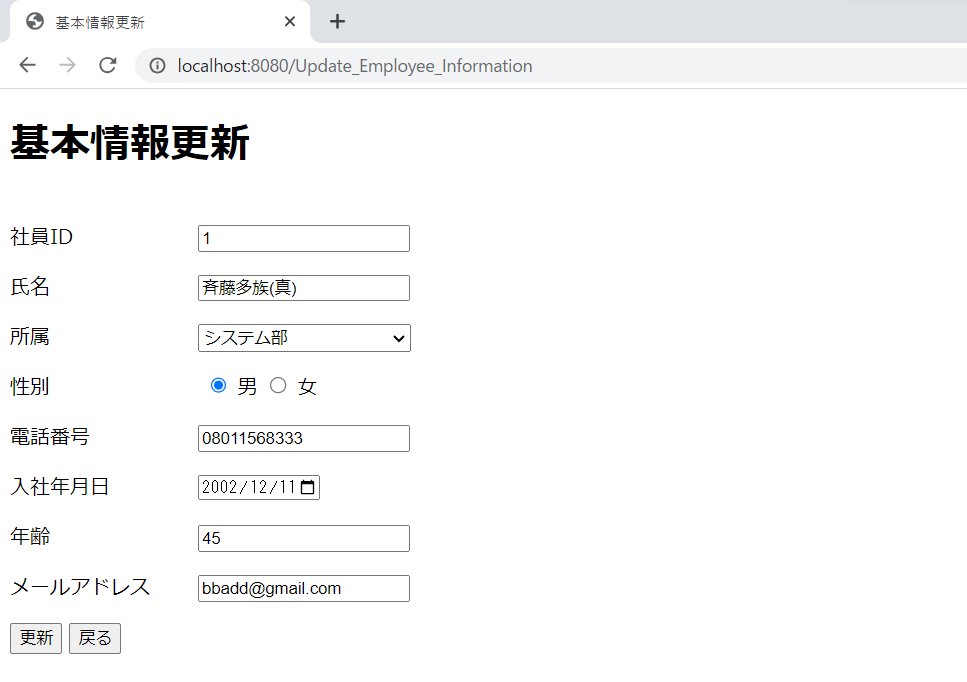 基本情報更新
localhost:8080/Update_Employee_Information
基本情報更新
社員ID 1
氏名 斉藤多族(真)
所属 システム部
性別 男 女
電話番号 08011568333
入社年月日 2002/12/11
年齢 45
メールアドレス bbadd@gmail.com
更新 戻る